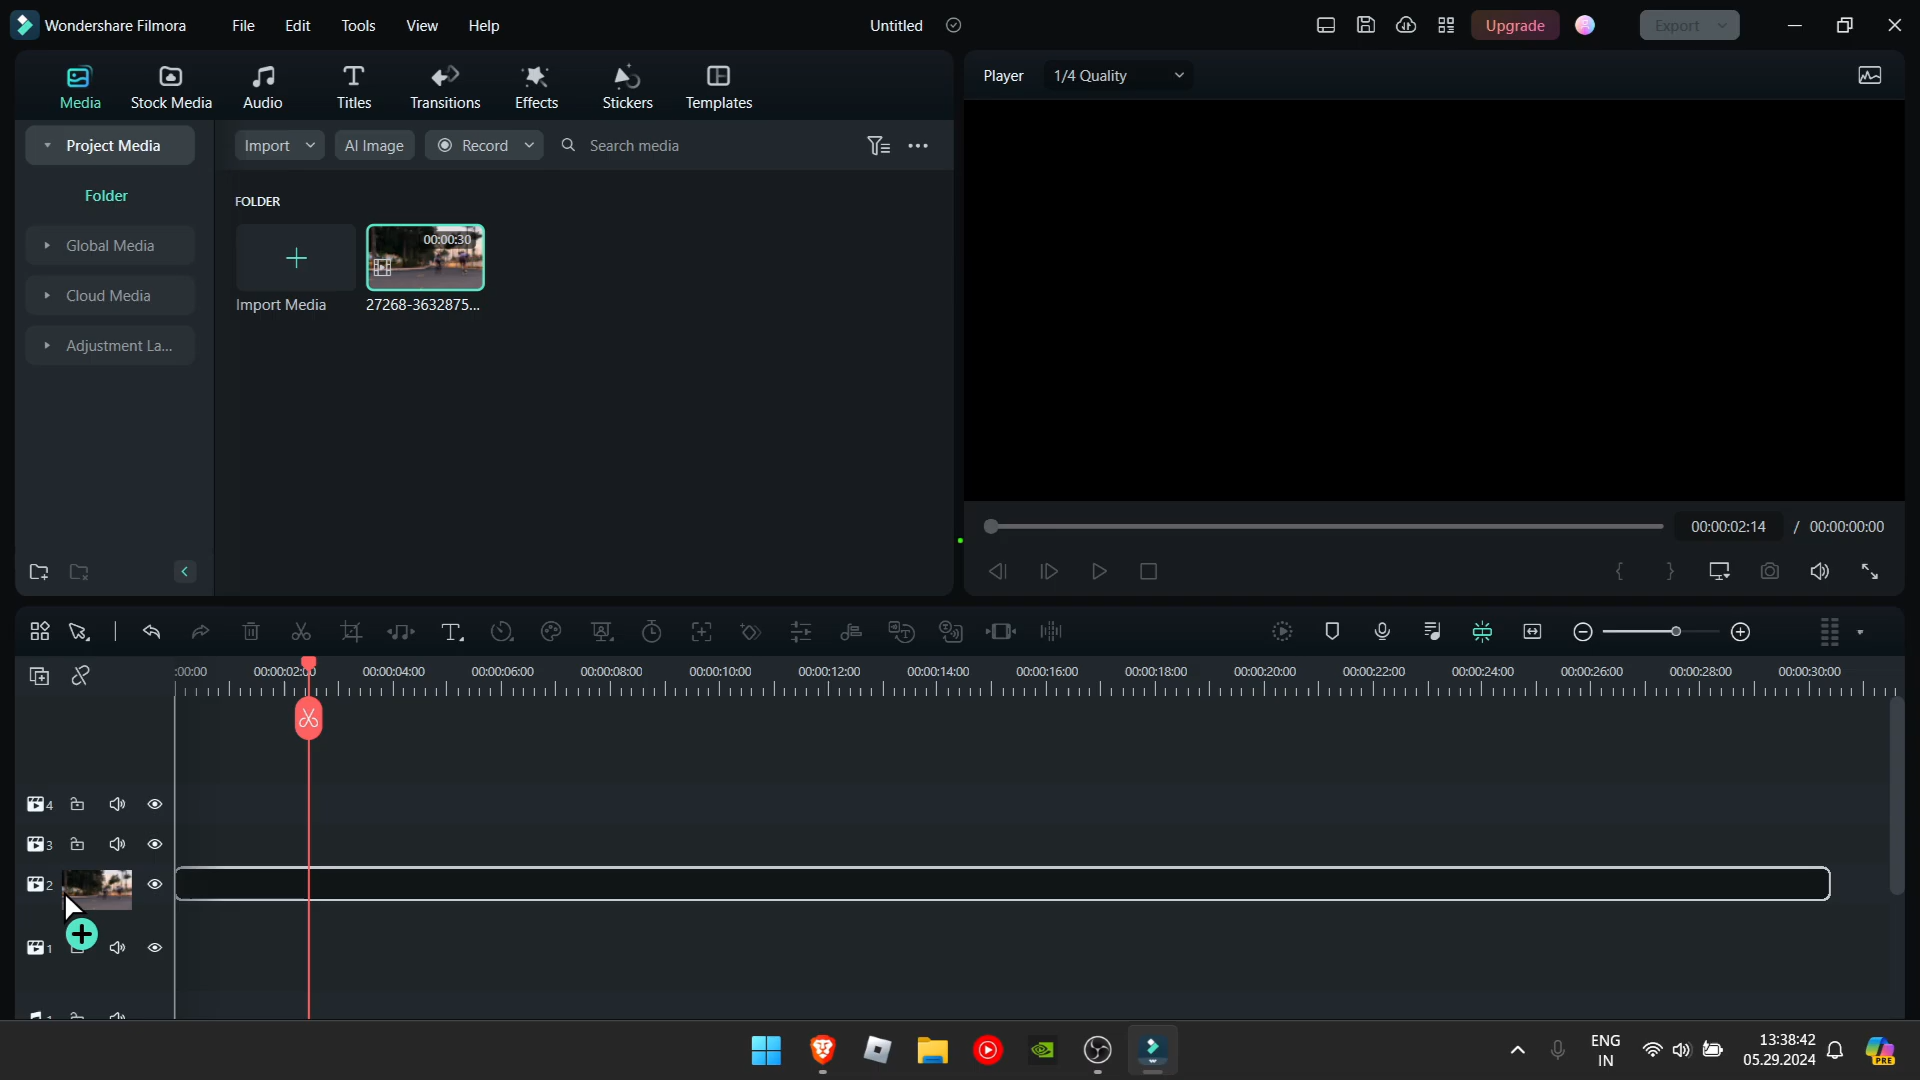 Wondershare Filmora File Edit Tools View Help Untitled Upgrade Export
Media Stock Media Audio Titles Transitions Effects Stickers Templates
Player 1/4 Quality
Project Media Import AI Image Record Search media
Folder
FOLDER
Global Media
00:00:30
Cloud Media
Import Media 27268-3632875...
Adjustment La...
00:00:02:14 / 00:00:00:00
:00:00 00:00:02:00 00:00:04:00 00:00:06:00 00:00:08:00 00:00:10:00 00:00:12:00 00:00:14:00 00:00:16:00 00:00:18:00 00:00:20:00 00:00:22:00 00:00:24:00 00:00:26:00 00:00:28:00 00:00:30:00
4
3
2
1
1
ENG
IN
13:38:42
05.29.2024
PRE